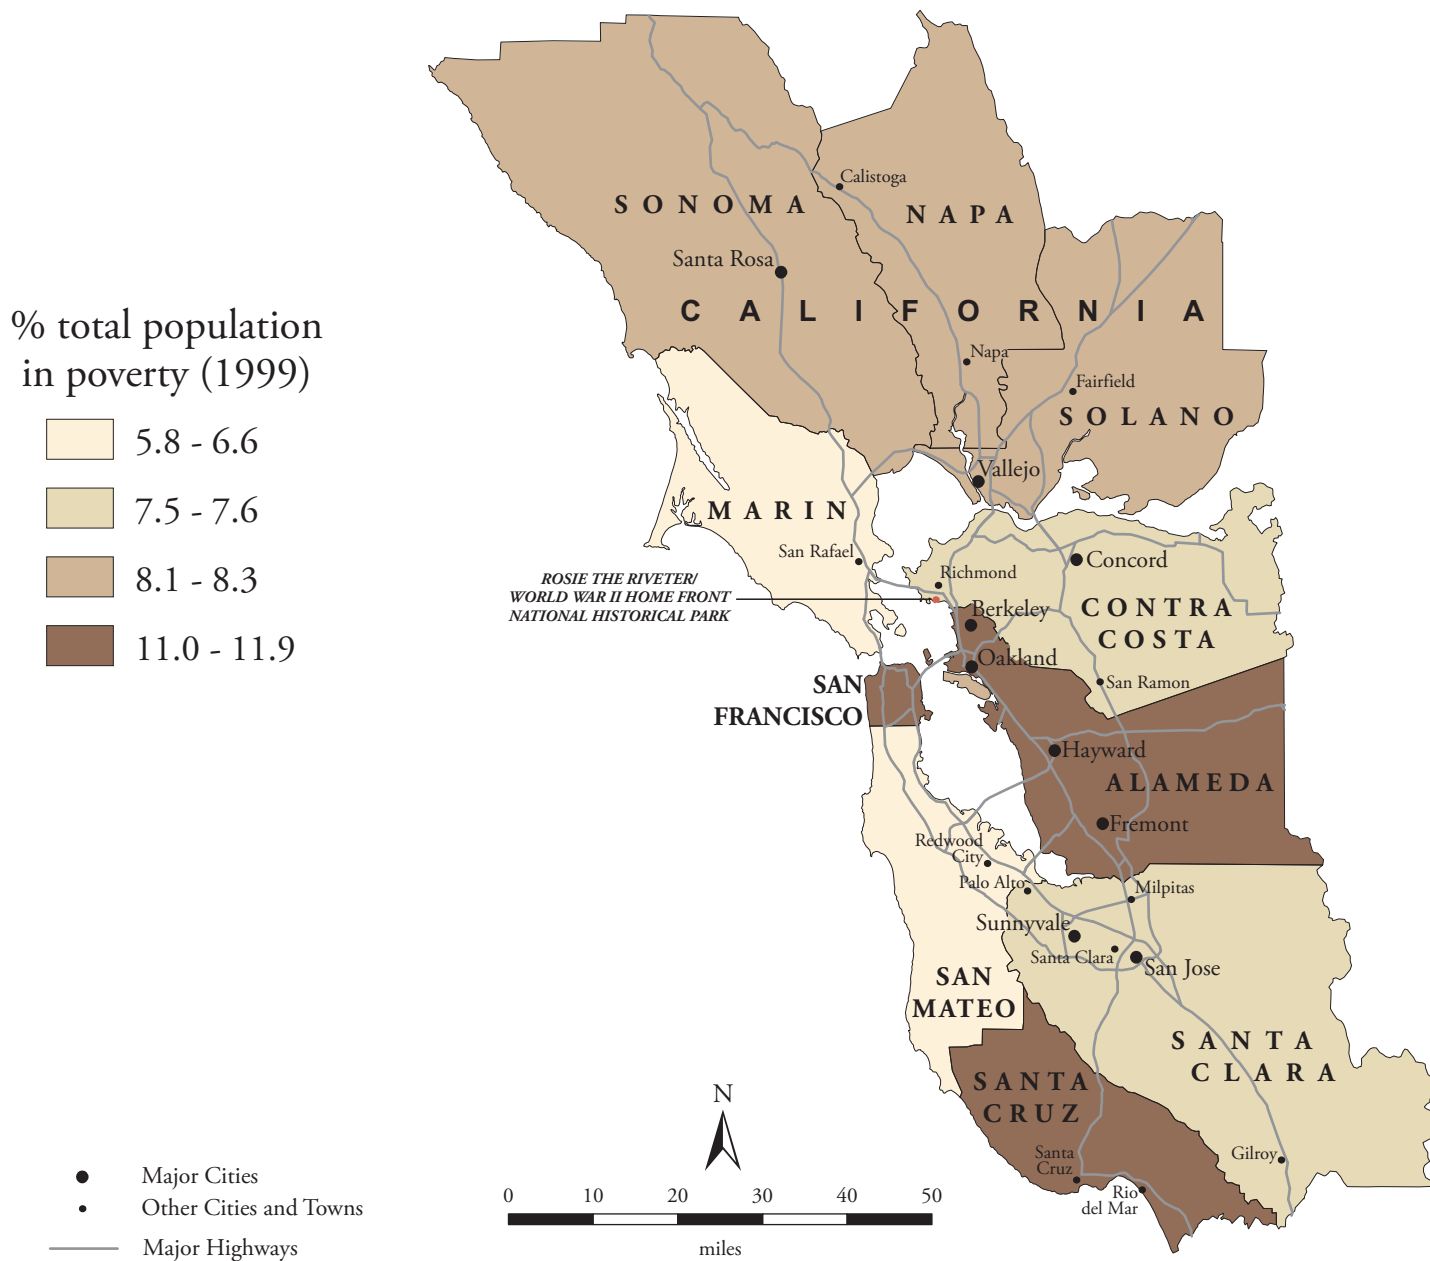 % total population
in poverty (1999)
5.8 - 6.6
7.5 - 7.6
8.1 - 8.3
11.0 - 11.9
Major Cities
Other Cities and Towns
Major Highways
SONOMA
NAPA
Calistoga
Santa Rosa
CALIFORNIA
Napa
Fairfield
SOLANO
Vallejo
MARIN
San Rafael
Concord
Richmond
ROSIE THE RIVETER/
WORLD WAR II HOME FRONT
NATIONAL HISTORICAL PARK
Berkeley
CONTRA
COSTA
Oakland
San Ramon
SAN
FRANCISCO
Hayward
ALAMEDA
Fremont
Redwood
City
Palo Alto
Milpitas
Sunnyvale
Santa Clara
San Jose
SAN
MATEO
SANTA
CLARA
SANTA
CRUZ
Santa
Cruz
Rio
del Mar
Gilroy
N
0 10 20 30 40 50
miles